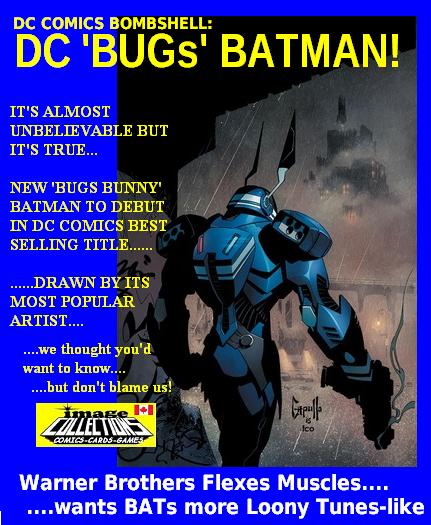 DC COMICS BOMBSHELL:
DC 'BUGs' BATMAN!
IT'S ALMOST
UNBELIEVABLE BUT
IT'S TRUE...
NEW 'BUGS BUNNY'
BATMAN TO DEBUT
IN DC COMICS BEST
SELLING TITLE......
......DRAWN BY ITS
MOST POPULAR
ARTIST....
....we thought you'd
want to know....
....but don't blame us!
image
COLLECTIONS
COMICS-CARDS-GAMES
Capullo
Ico
Warner Brothers Flexes Muscles....
....wants BATs more Loony Tunes-like